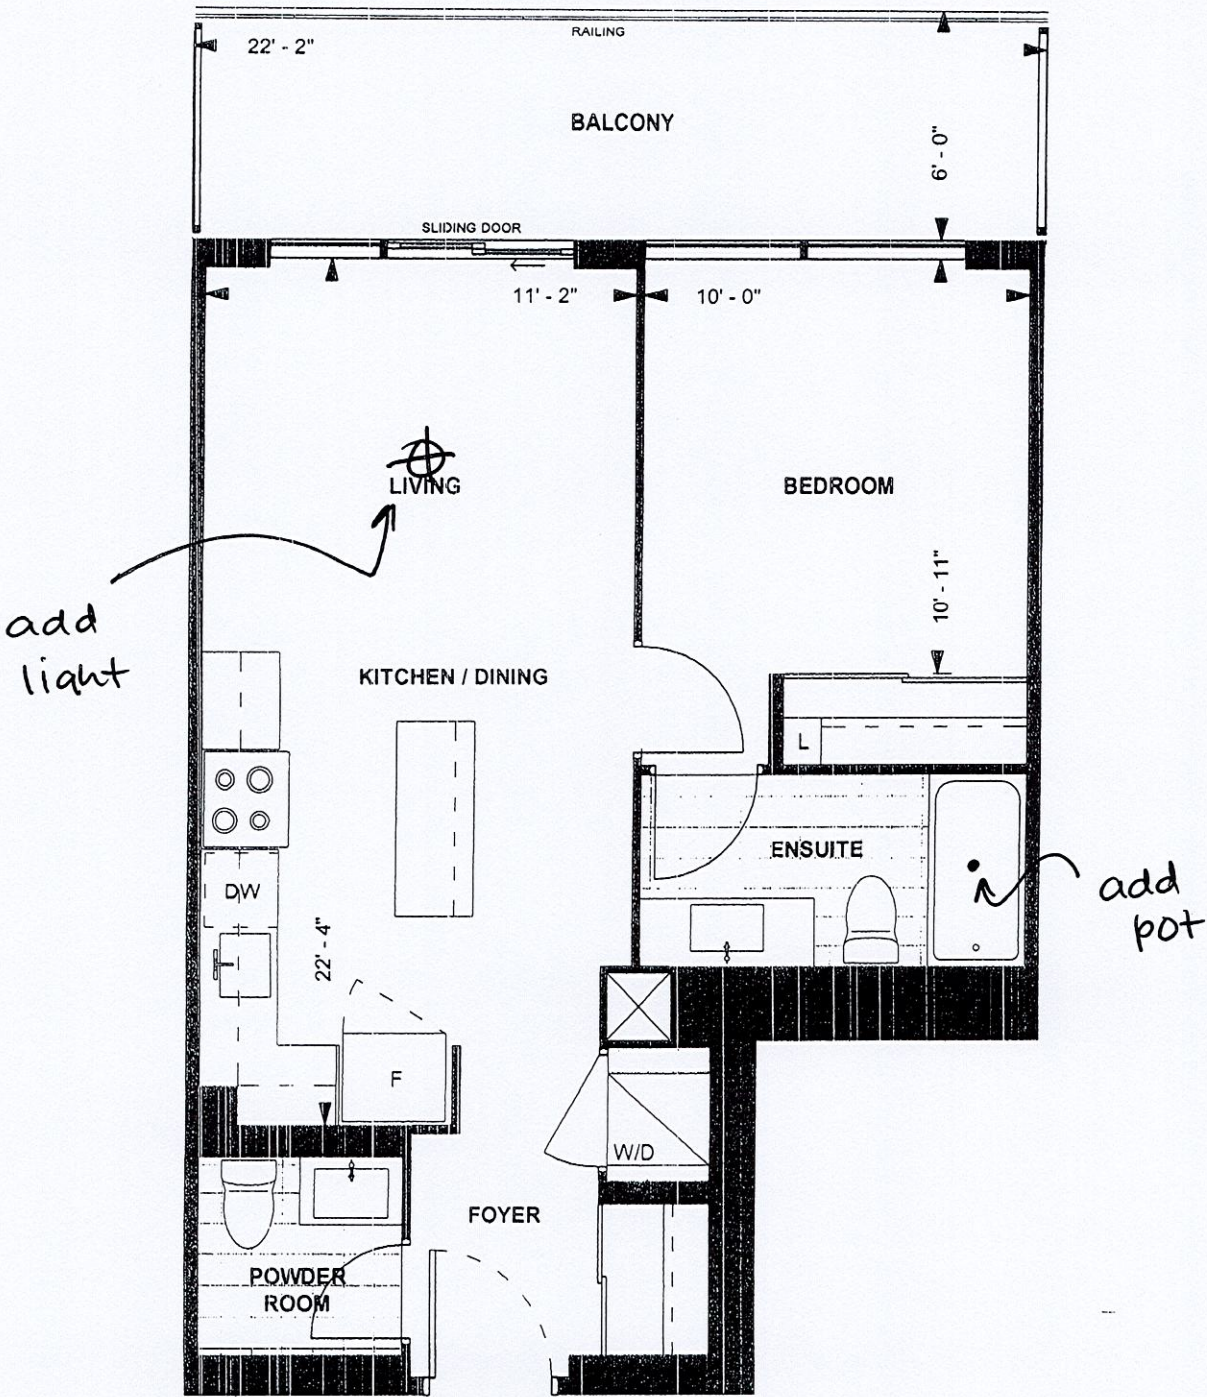 RAILING
22' - 2"
BALCONY
6' - 0"
SLIDING DOOR
11' - 2"
10' - 0"
LIVING
BEDROOM
10' - 11"
add
light
KITCHEN / DINING
L
ENSUITE
add
pot
DW
22' - 4"
F
W/D
FOYER
POWDER
ROOM